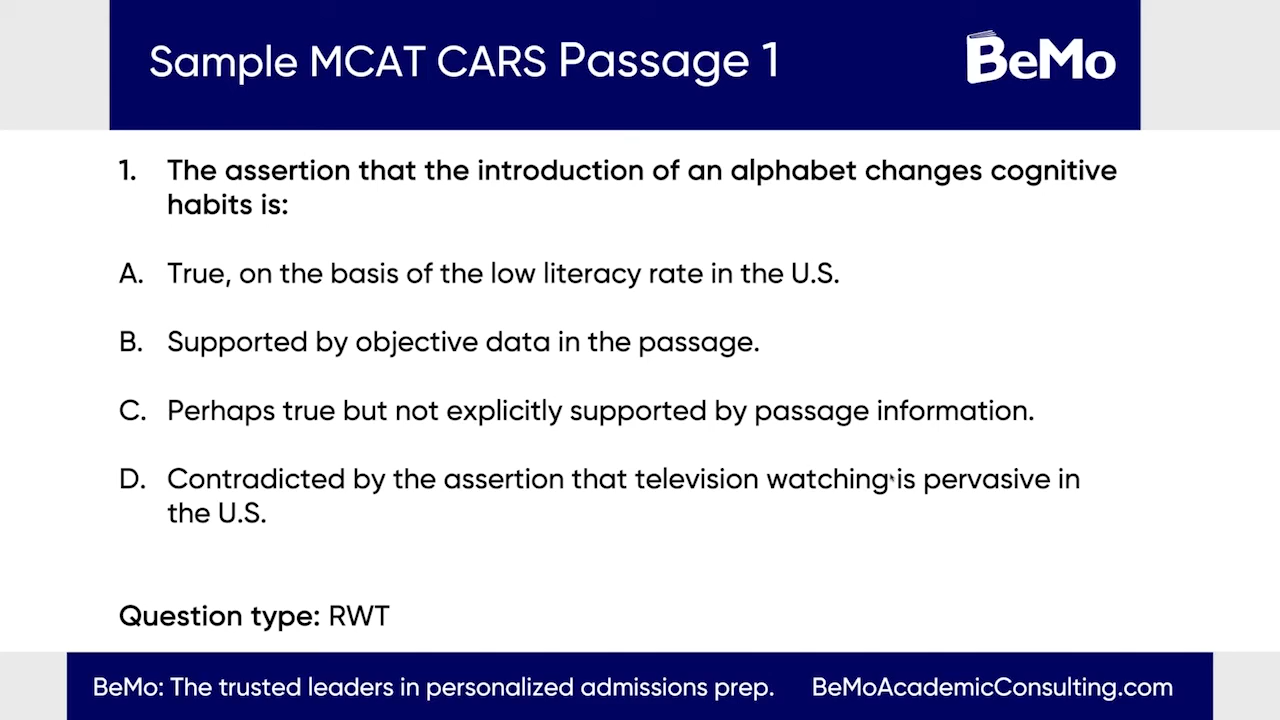 Sample MCAT CARS Passage 1
BeMo
1. The assertion that the introduction of an alphabet changes cognitive
habits is:
A. True, on the basis of the low literacy rate in the U.S.
B. Supported by objective data in the passage.
C. Perhaps true but not explicitly supported by passage information.
D. Contradicted by the assertion that television watching is pervasive in
the U.S.
Question type: RWT
BeMo: The trusted leaders in personalized admissions prep. BeMoAcademicConsulting.com